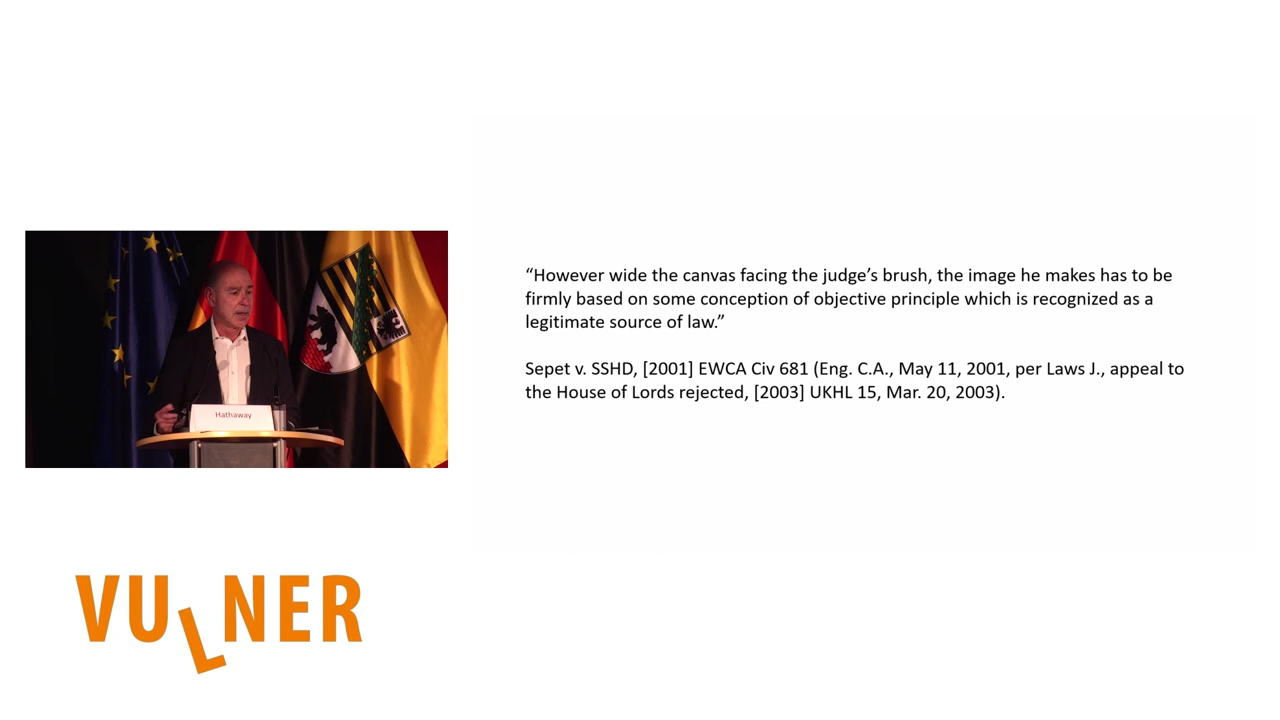 “However wide the canvas facing the judge’s brush, the image he makes has to be
firmly based on some conception of objective principle which is recognized as a
legitimate source of law.”
Sepet v. SSHD, [2001] EWCA Civ 681 (Eng. C.A., May 11, 2001, per Laws J., appeal to
the House of Lords rejected, [2003] UKHL 15, Mar. 20, 2003).
Hathaway
VULNER